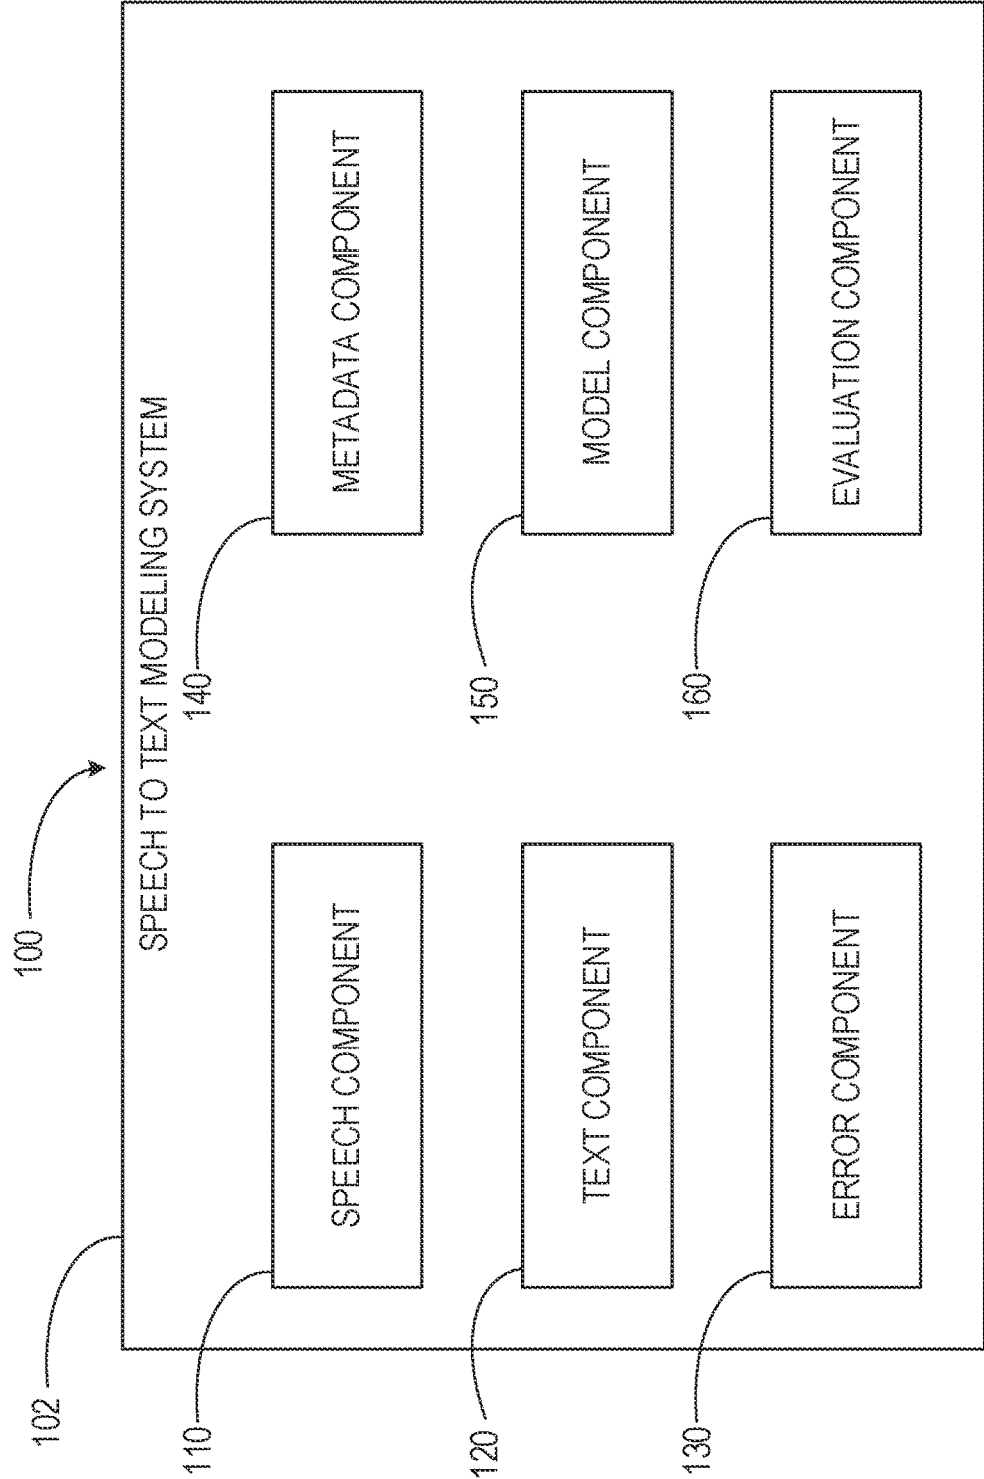 100
102
SPEECH TO TEXT MODELING SYSTEM
110
SPEECH COMPONENT
140
METADATA COMPONENT
120
TEXT COMPONENT
150
MODEL COMPONENT
130
ERROR COMPONENT
160
EVALUATION COMPONENT